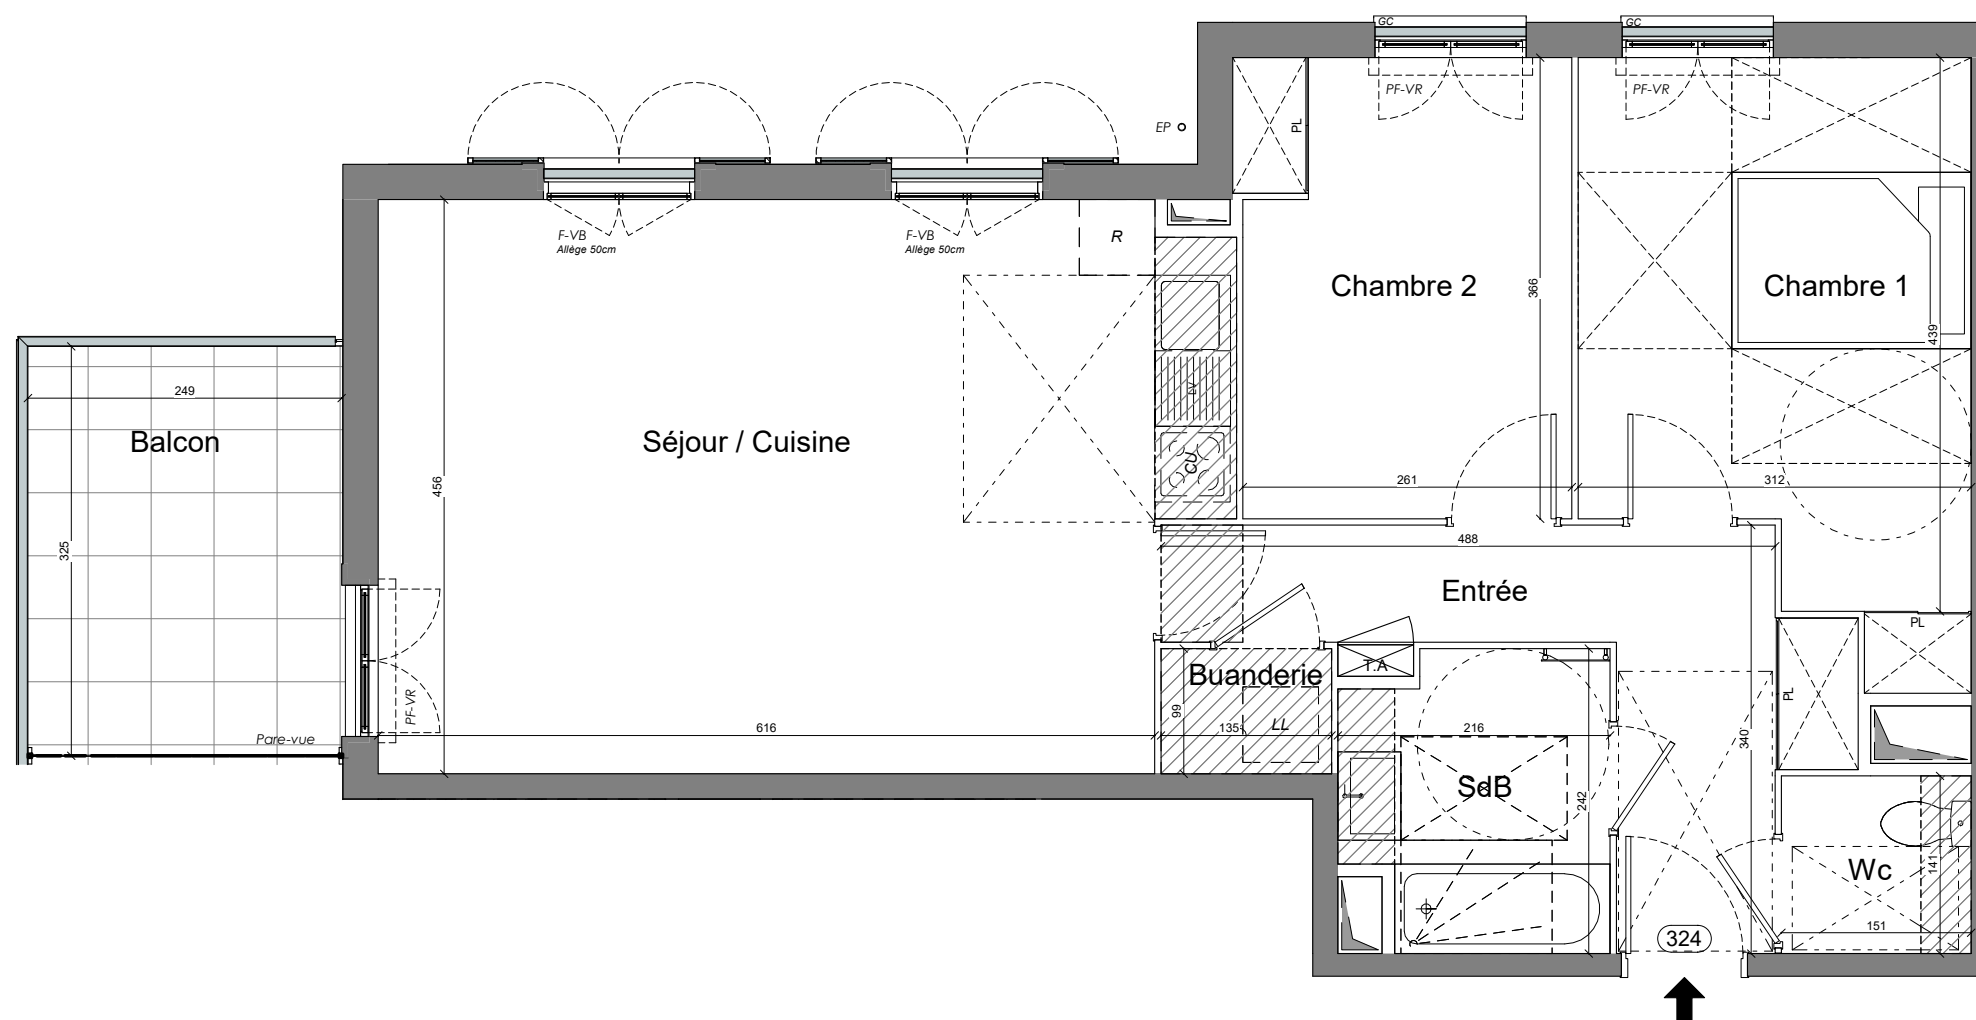 GC
GC
PF-VR
PF-VR
EP
PL
F-VB
Allège 50cm
F-VB
Allège 50cm
R
Chambre 2
Chambre 1
366
439
249
Balcon
Séjour / Cuisine
LV
CU
456
261
312
325
488
Entrée
PL
T.A
Buanderie
PL
PF-VR
99
LL
Pare-vue
616
135
216
340
SdB
242
Wc
141
151
324